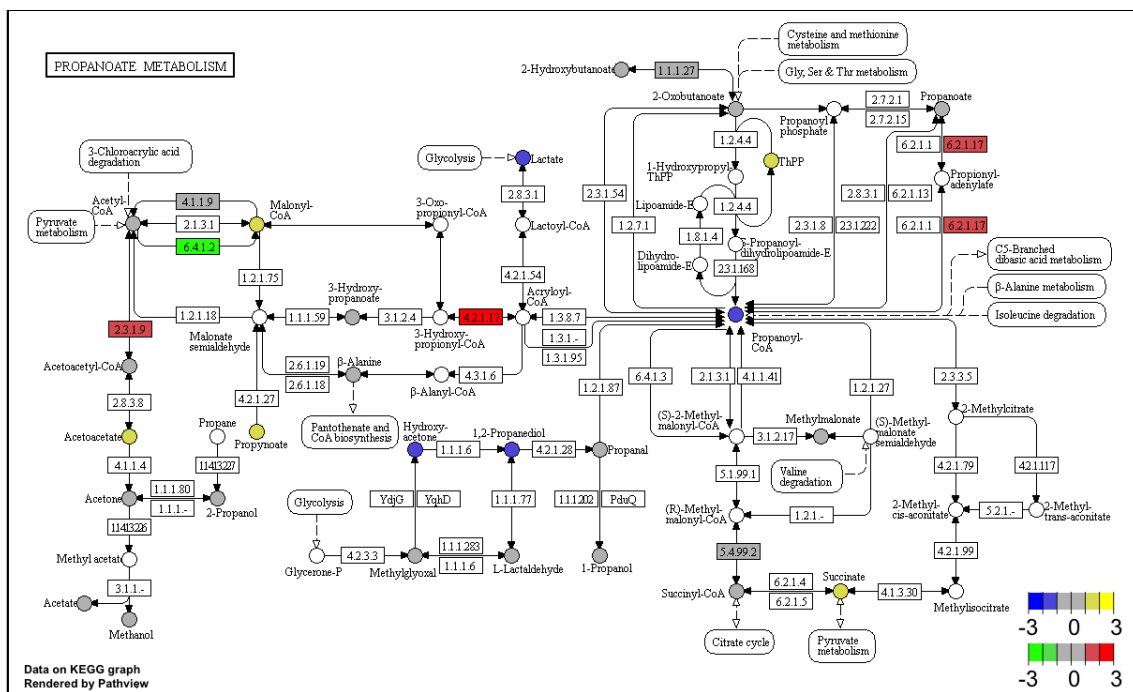 PROPANOATE METABOLISM
Cysteine and methionine
metabolism
2-Hydroxybutanoate
1.1.1.27
Gly, Ser & Thr metabolism
2-Oxobutanoate
Propanoyl
phosphate
2.7.2.1
2.7.2.15
Propanoate
3-Chloroacrylic acid
degradation
Glycolysis
Lactate
1.2.4.4
ThPP
6.2.1.1
6.2.1.17
1-Hydroxypropyl-
ThPP
Propionyl-
adenylate
Acetyl-
CoA
4.1.1.9
Malonyl-
CoA
2.8.3.1
2.3.1.54
2.8.3.1
6.2.1.13
Pyruvate
metabolism
2.1.3.1
6.4.1.2
3-Oxo-
propionyl-CoA
Lactoyl-CoA
1.2.7.1
Lipoamide-E
1.2.4.4
2.3.1.8
2.3.1.222
6.2.1.1
6.2.1.17
1.8.1.4
S-Propanoyl-
dihydrolipoamide-E
Dihydro-
lipoamide-E
2.3.1.168
C5-Branched
dibasic acid metabolism
1.2.1.75
4.2.1.54
3-Hydroxy-
propanoate
Acryloyl-
CoA
β-Alanine metabolism
Isoleucine degradation
2.3.1.9
1.2.1.18
Malonate
semialdehyde
1.1.1.59
3.1.2.4
3-Hydroxy-
propionyl-CoA
4.2.1.17
1.3.8.7
1.3.1.-
1.3.1.95
Propanoyl-
CoA
Acetoacetyl-CoA
2.6.1.19
2.6.1.18
β-Alanine
β-Alanyl-CoA
4.3.1.6
1.2.1.87
6.4.1.3
2.1.3.1
4.1.1.41
1.2.1.27
2.3.3.5
2.8.3.8
4.2.1.27
Propane
Acetoacetate
Propynoate
Pantothenate and
CoA biosynthesis
Hydroxy-
acetone
1,2-Propanediol
1.1.1.6
4.2.1.28
Propanal
(S)-2-Methyl-
malonyl-CoA
Methylmalonate
3.1.2.17
(S)-Methyl-
malonate
semialdehyde
2-Methylcitrate
4.1.1.4
1.14.13.227
Valine
degradation
5.1.99.1
4.2.1.79
4.2.1.117
Acetone
1.1.1.80
1.1.1.-
2-Propanol
Glycolysis
YdjG
YqhD
1.1.1.77
1.1.1.202
PduQ
(R)-Methyl-
malonyl-CoA
1.2.1.-
2-Methyl-
cis-aconitate
5.2.1.-
2-Methyl-
trans-aconitate
1.14.13.226
Methyl acetate
Glycerone-P
4.2.3.3
Methylglyoxal
1.1.1.283
1.1.1.6
L-Lactaldehyde
1-Propanol
5.4.99.2
4.2.1.99
3.1.1.-
Acetate
Methanol
Succinyl-CoA
6.2.1.4
6.2.1.5
Succinate
4.1.3.30
Methylisocitrate
Citrate cycle
Pyruvate
metabolism
-3 0 3
-3 0 3
Data on KEGG graph
Rendered by Pathview